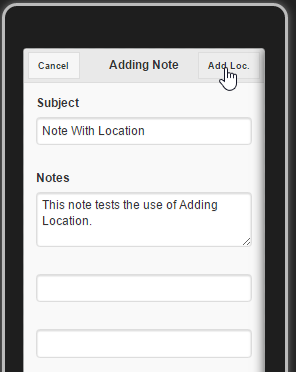 Cancel Adding Note Add Loc.
Subject
Note With Location
Notes
This note tests the use of Adding
Location.